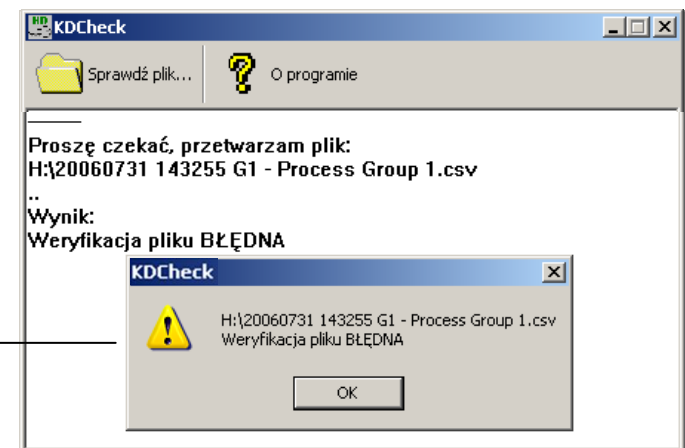 KDCheck
Sprawdź plik...
O programie
Proszę czekać, przetwarzam plik:
H:\20060731 143255 G1 - Process Group 1.csv
..
Wynik:
Weryfikacja pliku BŁĘDNA
KDCheck
H:\20060731 143255 G1 - Process Group 1.csv
Weryfikacja pliku BŁĘDNA
OK